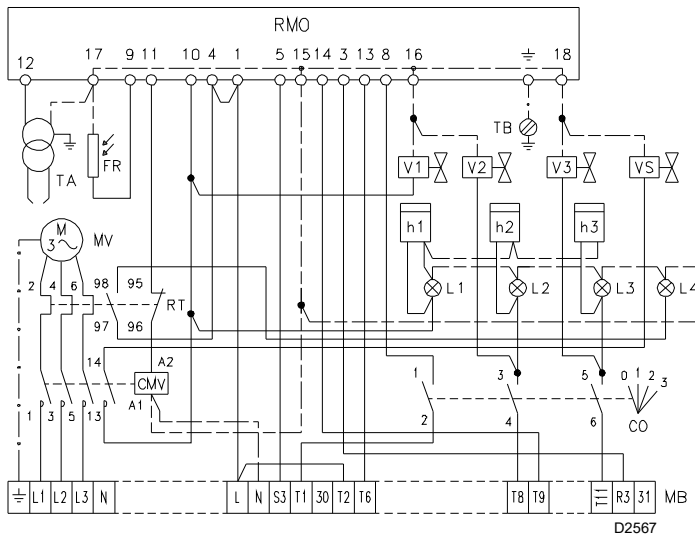 RMO
12 17 9 11 10 4 1 5 15 14 3 13 8 16 18
TB
TA FR V1 V2 V3 VS
h1 h2 h3
M
3
MV
2 4 6 98 95 L1 L2 L3 L4
RT
97 96
14 A2
CMV
1 3 5 0 1 2 3
A1
1 3 5 13 2 4 6 CO
L1 L2 L3 N L N S3 T1 30 T2 T6 T8 T9 T11 R3 31 MB
D2567